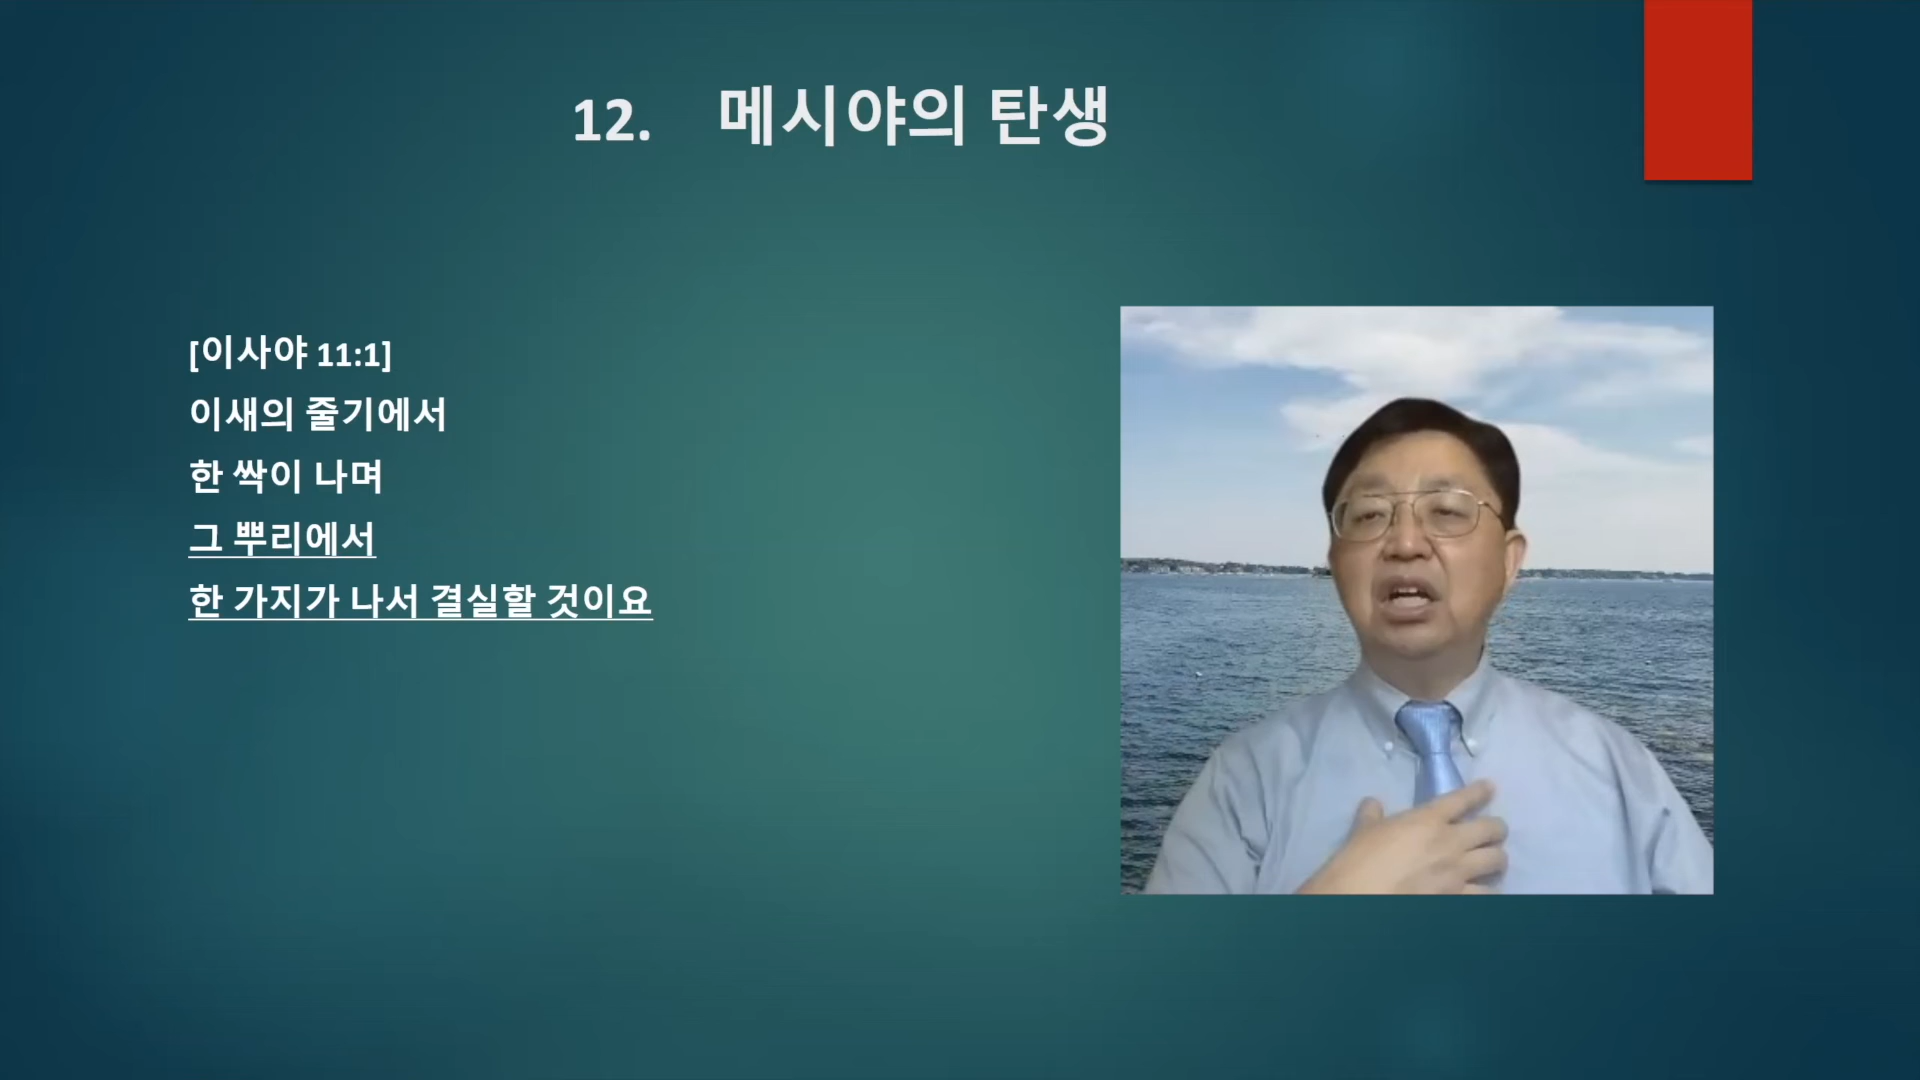 12. 메시야의 탄생
[이사야 11:1]
이새의 줄기에서
한 싹이 나며
그 뿌리에서
한 가지가 나서 결실할 것이요